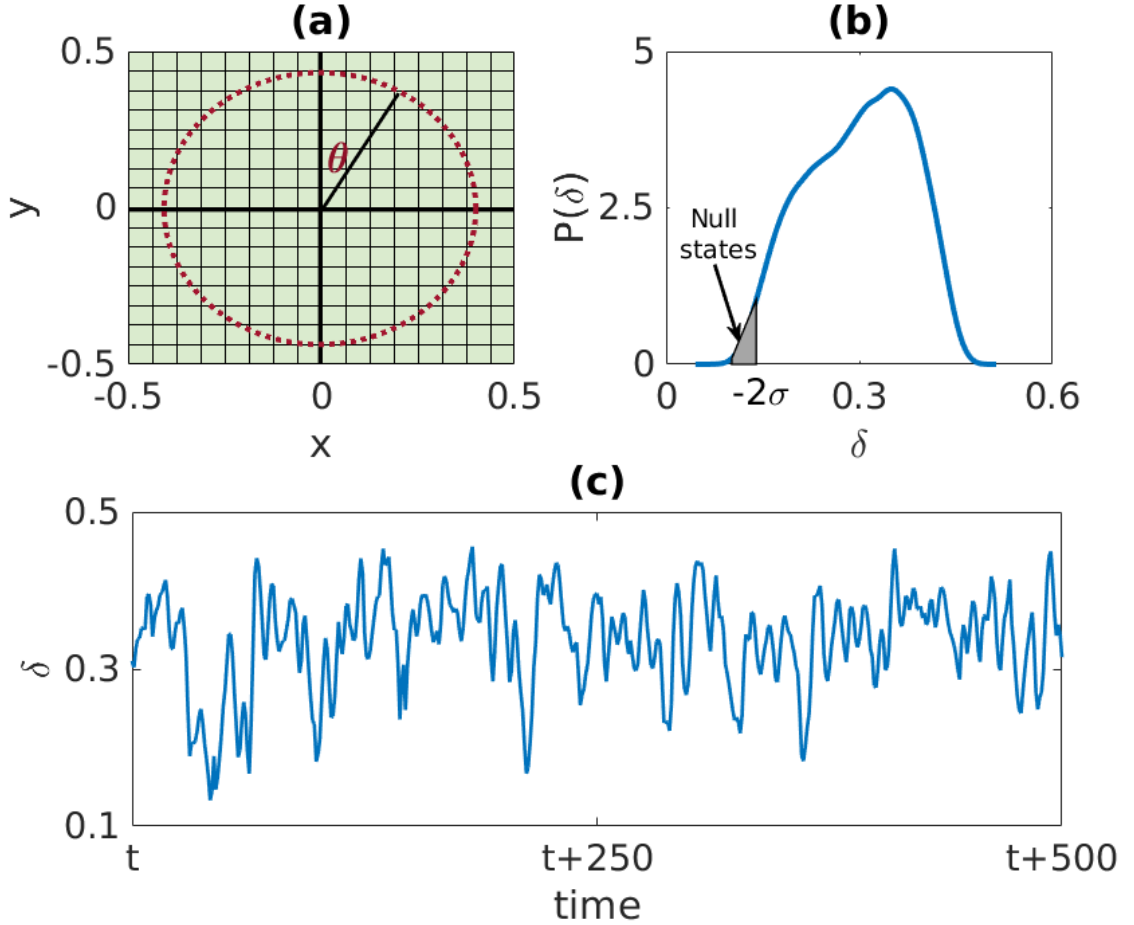 (a)
0.5
0
-0.5
y
θ
-0.5 0 0.5
x
(b)
5
2.5
0
P(δ)
Null
states
-2σ
0 0.3 0.6
δ
(c)
0.5
0.3
0.1
δ
t t+250 t+500
time